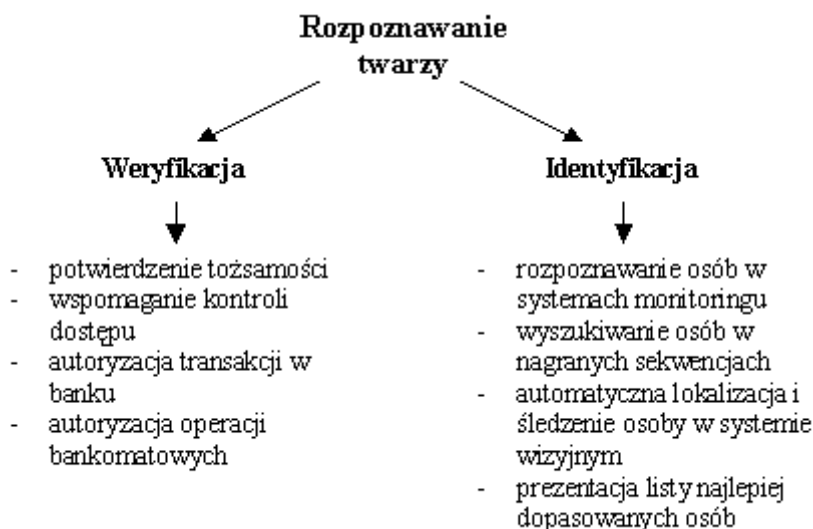 Rozpoznawanie
twarzy
Weryfikacja
- potwierdzenie tożsamości
- wspomaganie kontroli
dostępu
- autoryzacja transakcji w
banku
- autoryzacja operacji
bankomatowych
Identyfikacja
- rozpoznawanie osób w
systemach monitoringu
- wyszukiwanie osób w
nagranych sekwencjach
- automatyczna lokalizacja i
śledzenie osoby w systemie
wizyjnym
- prezentacja listy najlepiej
dopasowanych osób